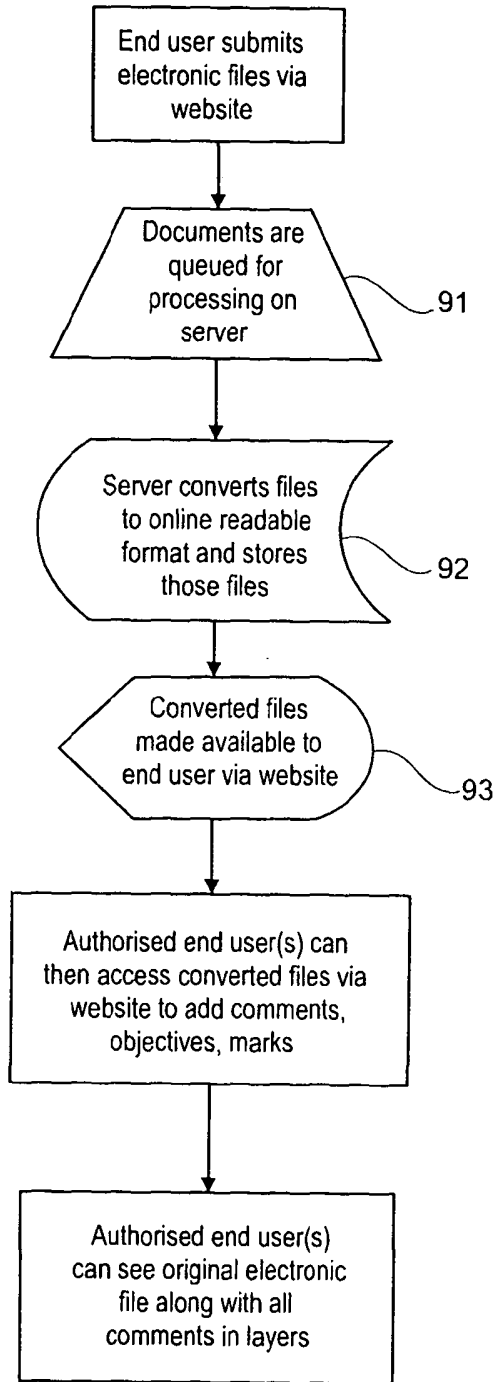 End user submits
electronic files via
website
Documents are
queued for
processing on
server
91
Server converts files
to online readable
format and stores
those files
92
Converted files
made available to
end user via website
93
Authorised end user(s) can
then access converted files via
website to add comments,
objectives, marks
Authorised end user(s)
can see original electronic
file along with all
comments in layers